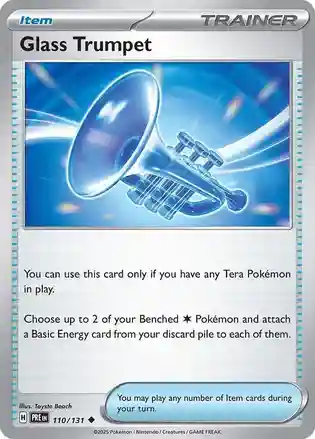 Item
TRAINER
Glass Trumpet
You can use this card only if you have any Tera Pokémon
in play.
Choose up to 2 of your Benched Pokémon and attach
a Basic Energy card from your discard pile to each of them.
Illus. Toyste Beach
You may play any number of Item cards during
your turn.
H PRE EN 110/131
©2025 Pokémon / Nintendo / Creatures / GAME FREAK